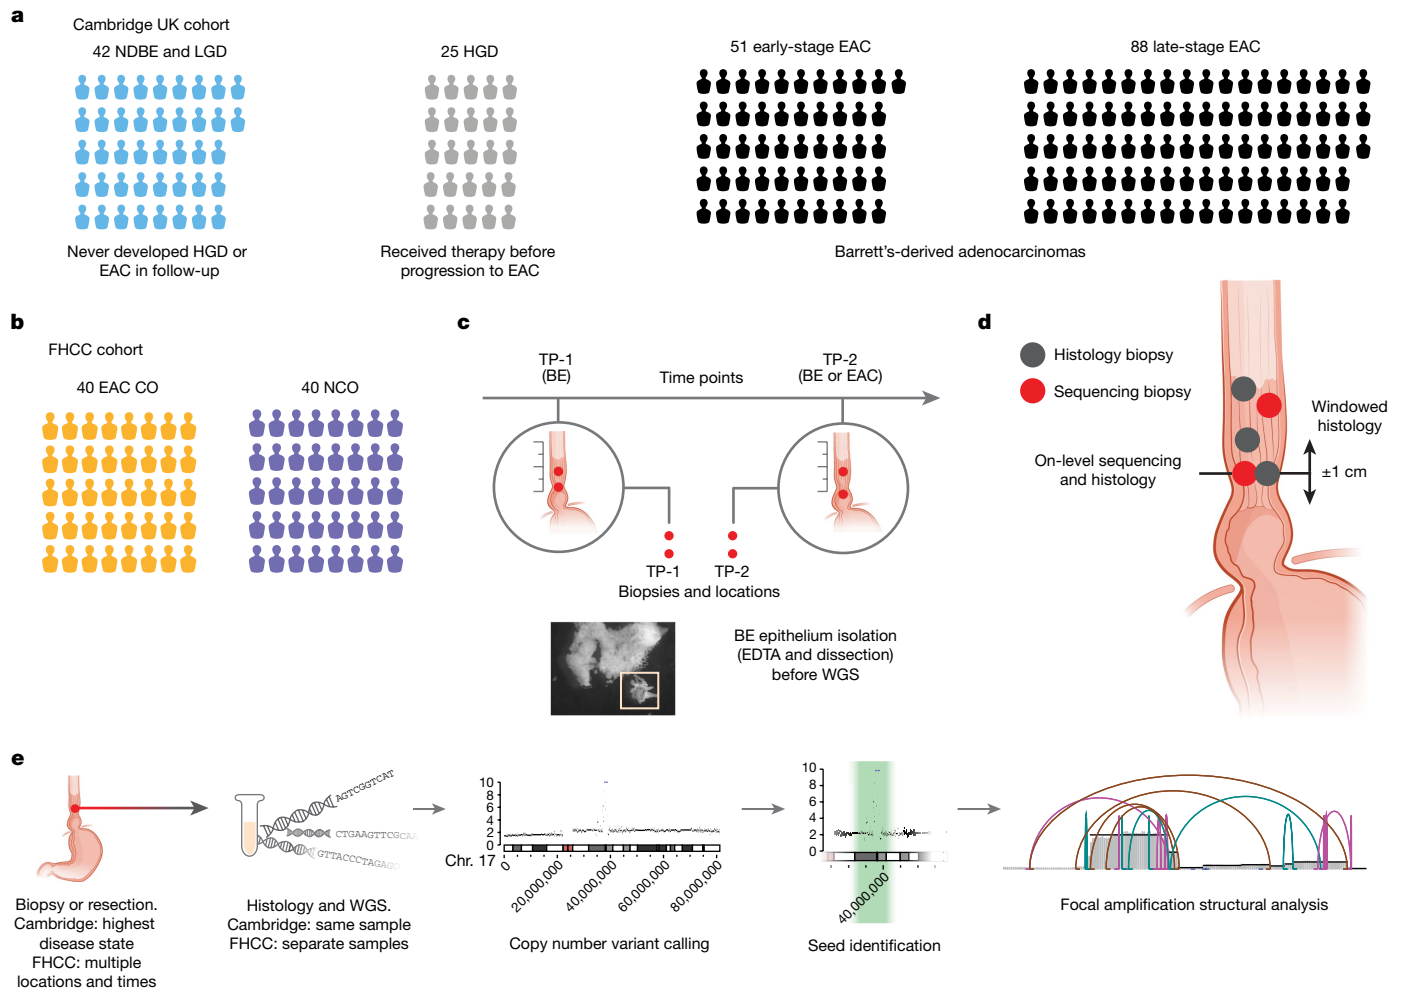 a
Cambridge UK cohort
42 NDBE and LGD
25 HGD
51 early-stage EAC
88 late-stage EAC
Never developed HGD or
EAC in follow-up
Received therapy before
progression to EAC
Barrett's-derived adenocarcinomas
b
FHCC cohort
40 EAC CO
40 NCO
c
TP-1
(BE)
Time points
TP-2
(BE or EAC)
TP-1
TP-2
Biopsies and locations
BE epithelium isolation
(EDTA and dissection)
before WGS
d
Histology biopsy
Sequencing biopsy
Windowed
histology
On-level sequencing
and histology
±1 cm
e
Biopsy or resection.
Cambridge: highest
disease state
FHCC: multiple
locations and times
AGTCGGTCAT
CTGAAGTTCGCAA
GTTACCCTAGAGC
Histology and WGS.
Cambridge: same sample
FHCC: separate samples
10
8
6
4
2
0
Chr. 17
0
20,000,000
40,000,000
60,000,000
80,000,000
Copy number variant calling
10
8
6
4
2
0
40,000,000
Seed identification
Focal amplification structural analysis